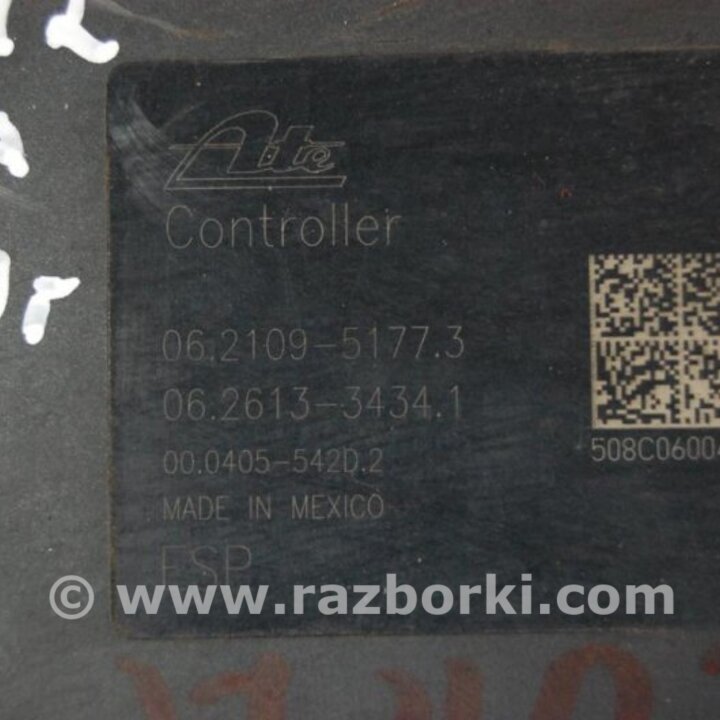 Ate
Controller
06.2109-5177.3
06.2613-3434.1
00.0405-542D.2
508C0600
MADE IN MEXICO
ESP
© www.razborki.com